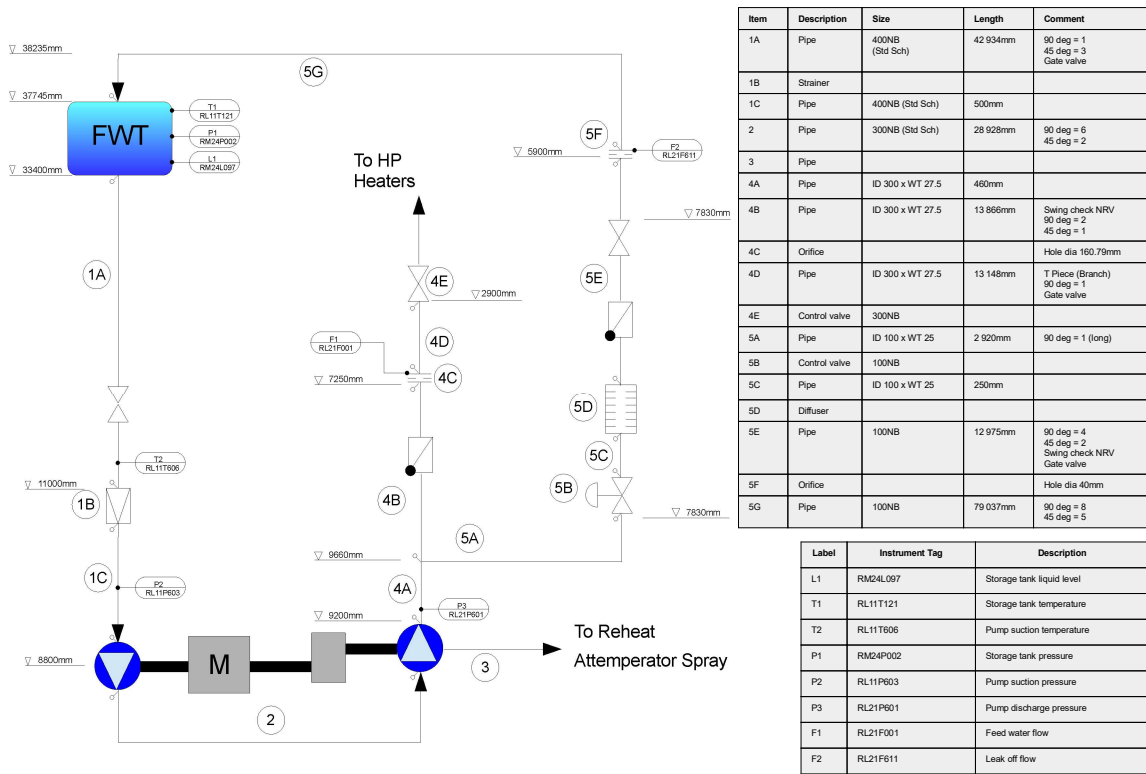 38235mm
5G
37745mm
FWT
T1
RL11T121
P1
RM24P002
L1
RM24L097
33400mm
5F
F2
RL21F611
5900mm
To HP
Heaters
7830mm
1A
4E
5E
2900mm
4D
F1
RL21F001
4C
7250mm
5D
T2
RL11T606
5C
11000mm
1B
4B
5B
7830mm
5A
9660mm
1C
P2
RL11P603
4A
P3
RL21P601
9200mm
To Reheat
Attemperator Spray
8800mm
M
3
2
Item Description Size Length Comment
1A Pipe 400NB (Std Sch) 42 934mm 90 deg = 1
45 deg = 3
Gate valve
1B Strainer
1C Pipe 400NB (Std Sch) 500mm
2 Pipe 300NB (Std Sch) 28 928mm 90 deg = 6
45 deg = 2
3 Pipe
4A Pipe ID 300 x WT 27.5 460mm
4B Pipe ID 300 x WT 27.5 13 866mm Swing check NRV
90 deg = 2
45 deg = 1
4C Orifice Hole dia 160.79mm
4D Pipe ID 300 x WT 27.5 13 148mm T Piece (Branch)
90 deg = 1
Gate valve
4E Control valve 300NB
5A Pipe ID 100 x WT 25 2 920mm 90 deg = 1 (long)
5B Control valve 100NB
5C Pipe ID 100 x WT 25 250mm
5D Diffuser
5E Pipe 100NB 12 975mm 90 deg = 4
45 deg = 2
Swing check NRV
Gate valve
5F Orifice Hole dia 40mm
5G Pipe 100NB 79 037mm 90 deg = 8
45 deg = 5
Label Instrument Tag Description
L1 RM24L097 Storage tank liquid level
T1 RL11T121 Storage tank temperature
T2 RL11T606 Pump suction temperature
P1 RM24P002 Storage tank pressure
P2 RL11P603 Pump suction pressure
P3 RL21P601 Pump discharge pressure
F1 RL21F001 Feed water flow
F2 RL21F611 Leak off flow